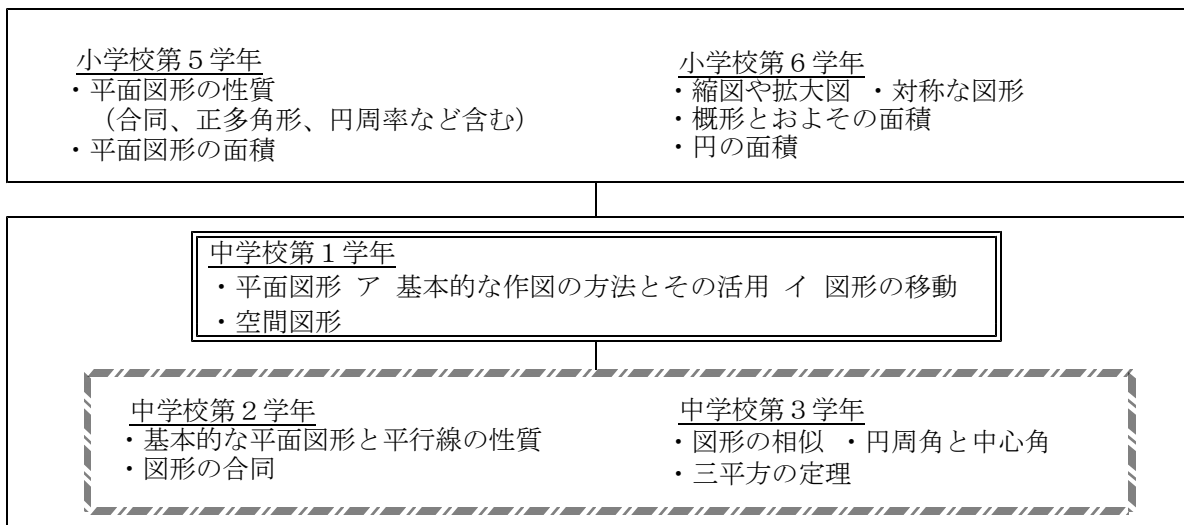 小学校第５学年
・平面図形の性質
（合同、正多角形、円周率など含む）
・平面図形の面積
小学校第６学年
・縮図や拡大図 ・対称な図形
・概形とおよその面積
・円の面積
中学校第１学年
・平面図形 ア 基本的な作図の方法とその活用 イ 図形の移動
・空間図形
中学校第２学年
・基本的な平面図形と平行線の性質
・図形の合同
中学校第３学年
・図形の相似 ・円周角と中心角
・三平方の定理